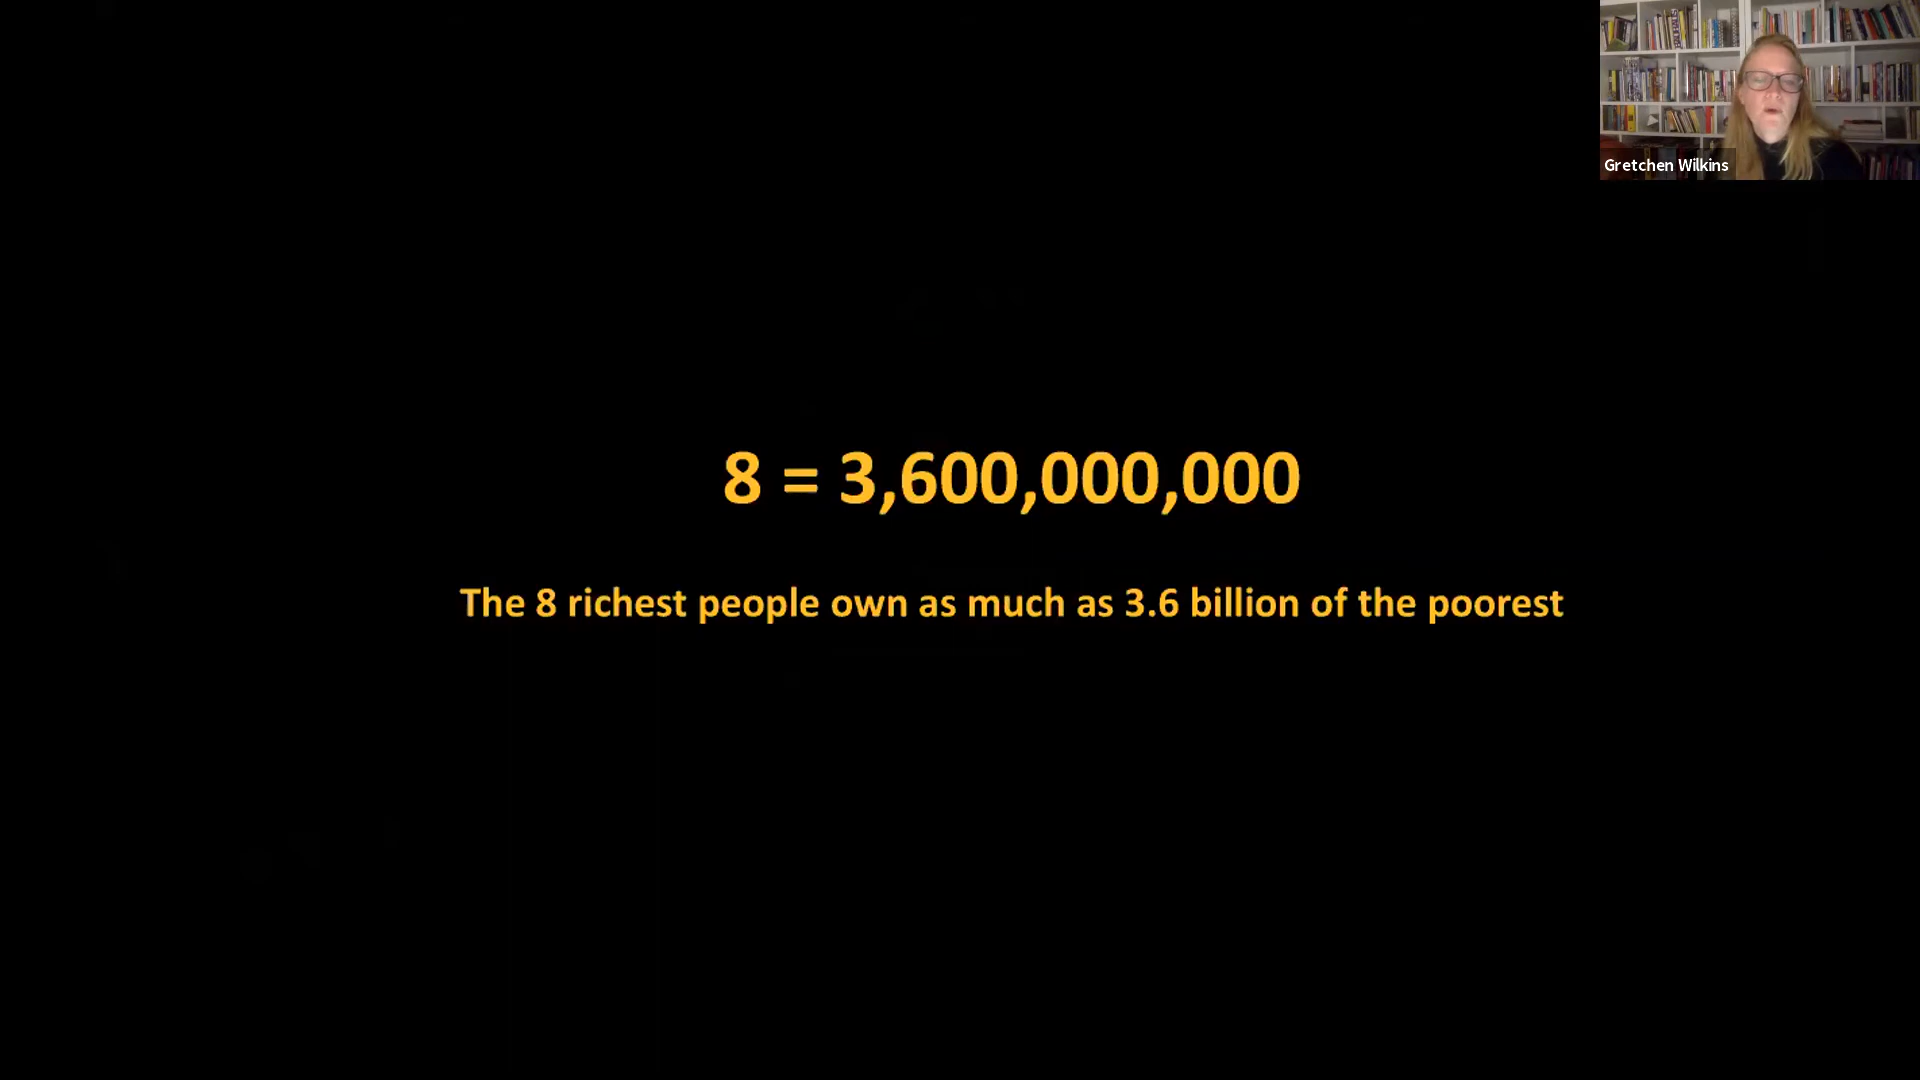 Gretchen Wilkins
8 = 3,600,000,000
The 8 richest people own as much as 3.6 billion of the poorest